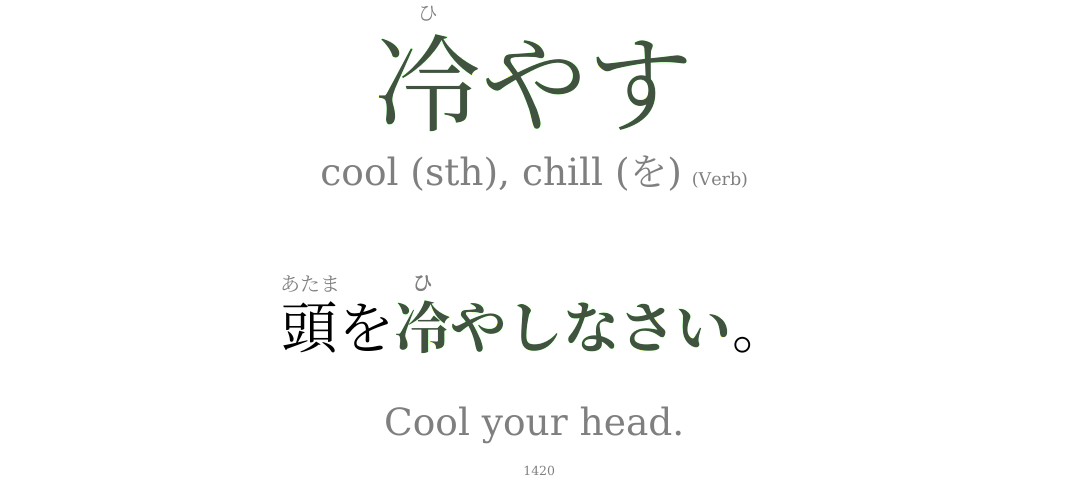 ひ
冷やす
cool (sth), chill (を) (Verb)
あたま ひ
頭を冷やしなさい。
Cool your head.
1420